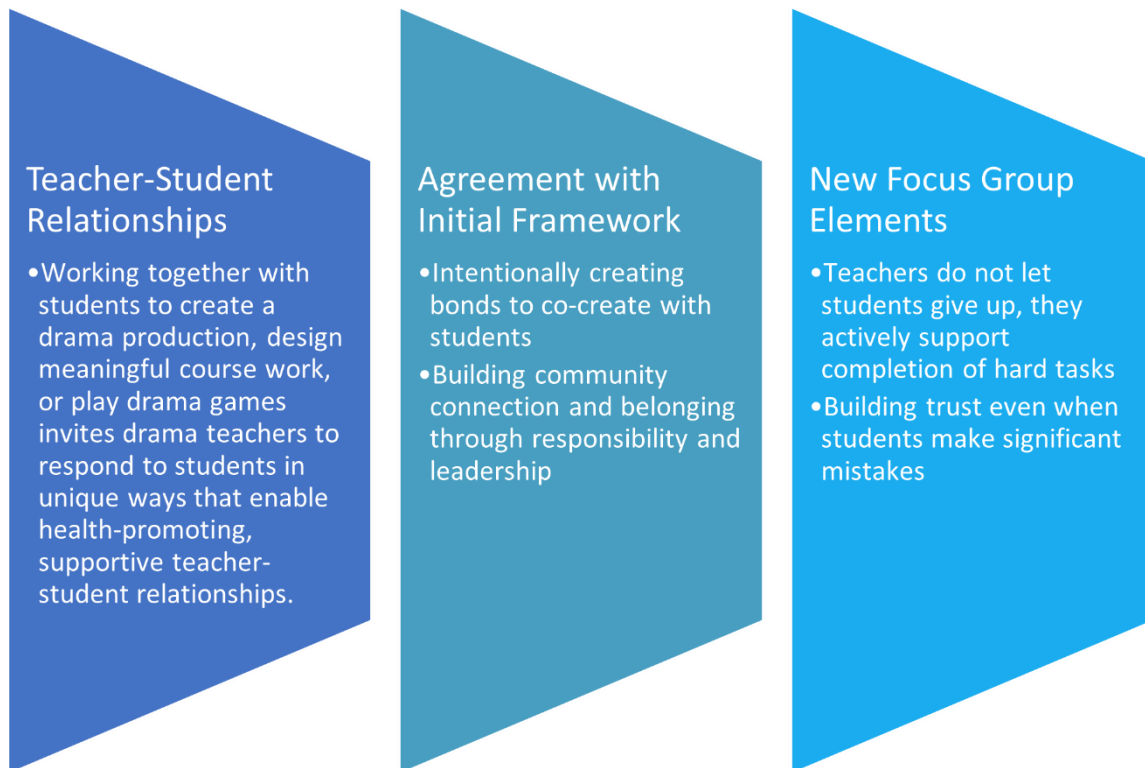 Teacher-Student
Relationships
•Working together with
students to create a
drama production, design
meaningful course work,
or play drama games
invites drama teachers to
respond to students in
unique ways that enable
health-promoting,
supportive teacher-
student relationships.
Agreement with
Initial Framework
•Intentionally creating
bonds to co-create with
students
•Building community
connection and belonging
through responsibility and
leadership
New Focus Group
Elements
•Teachers do not let
students give up, they
actively support
completion of hard tasks
•Building trust even when
students make significant
mistakes